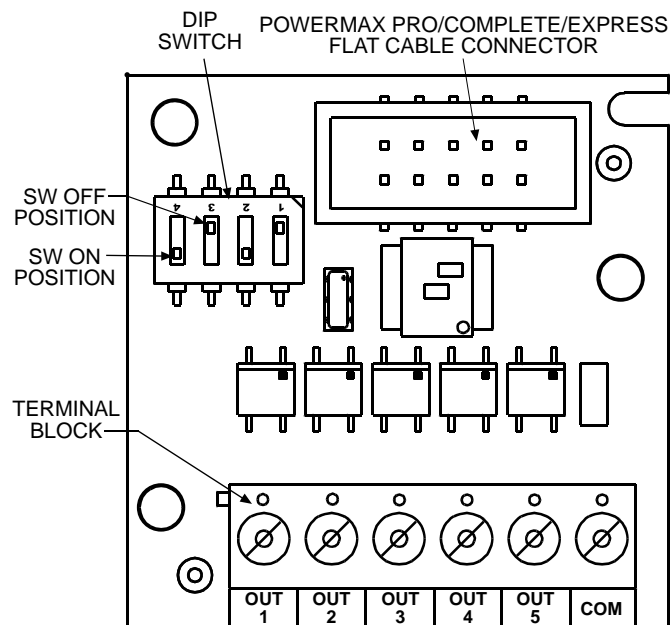 DIP
SWITCH
POWERMAX PRO/COMPLETE/EXPRESS
FLAT CABLE CONNECTOR
SW OFF
POSITION
SW ON
POSITION
4 3 2 1
TERMINAL
BLOCK
OUT
1
OUT
2
OUT
3
OUT
4
OUT
5
COM